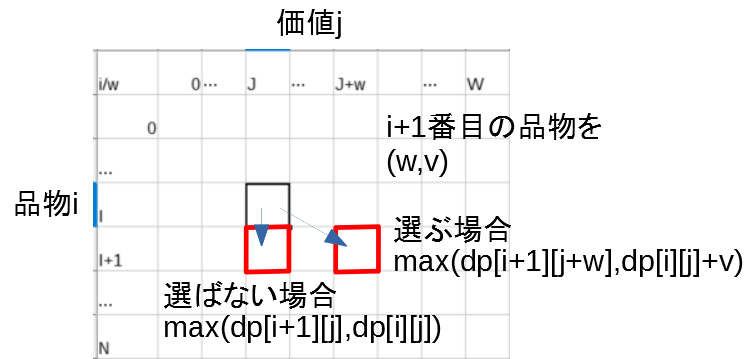 価値j
i/w 0… J … J+w … W
0
i+1番目の品物を
(w,v)
…
品物i
I
選ぶ場合
max(dp[i+1][j+w],dp[i][j]+v)
I+1
選ばない場合
max(dp[i+1][j],dp[i][j])
…
N